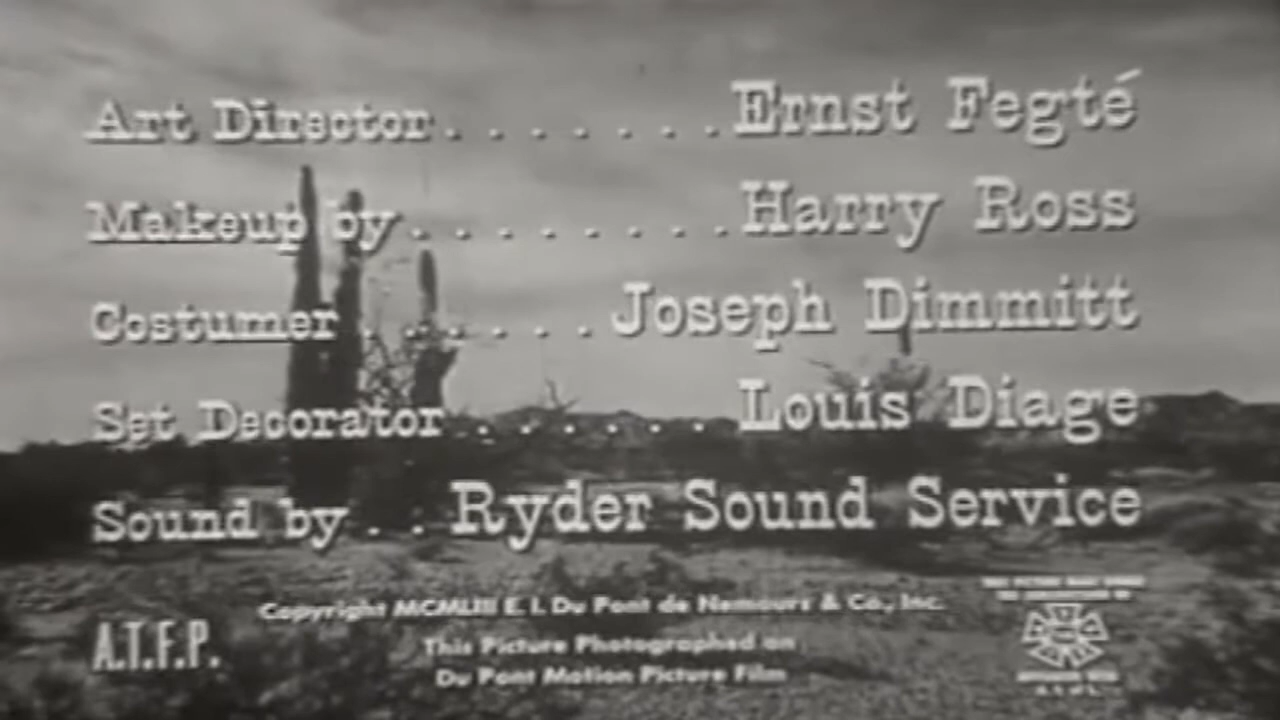 Art Director . . . . . . . Ernst Fegté
Makeup by . . . . . . . . Harry Ross
Costumer . . . . . . Joseph Dimmitt
Set Decorator . . . . . . Louis Diage
Sound by . . Ryder Sound Service
Copyright MCMLIII E. I. Du Pont de Nemours & Co., Inc.
A.T.F.P.
This Picture Photographed on
Du Pont Motion Picture Film